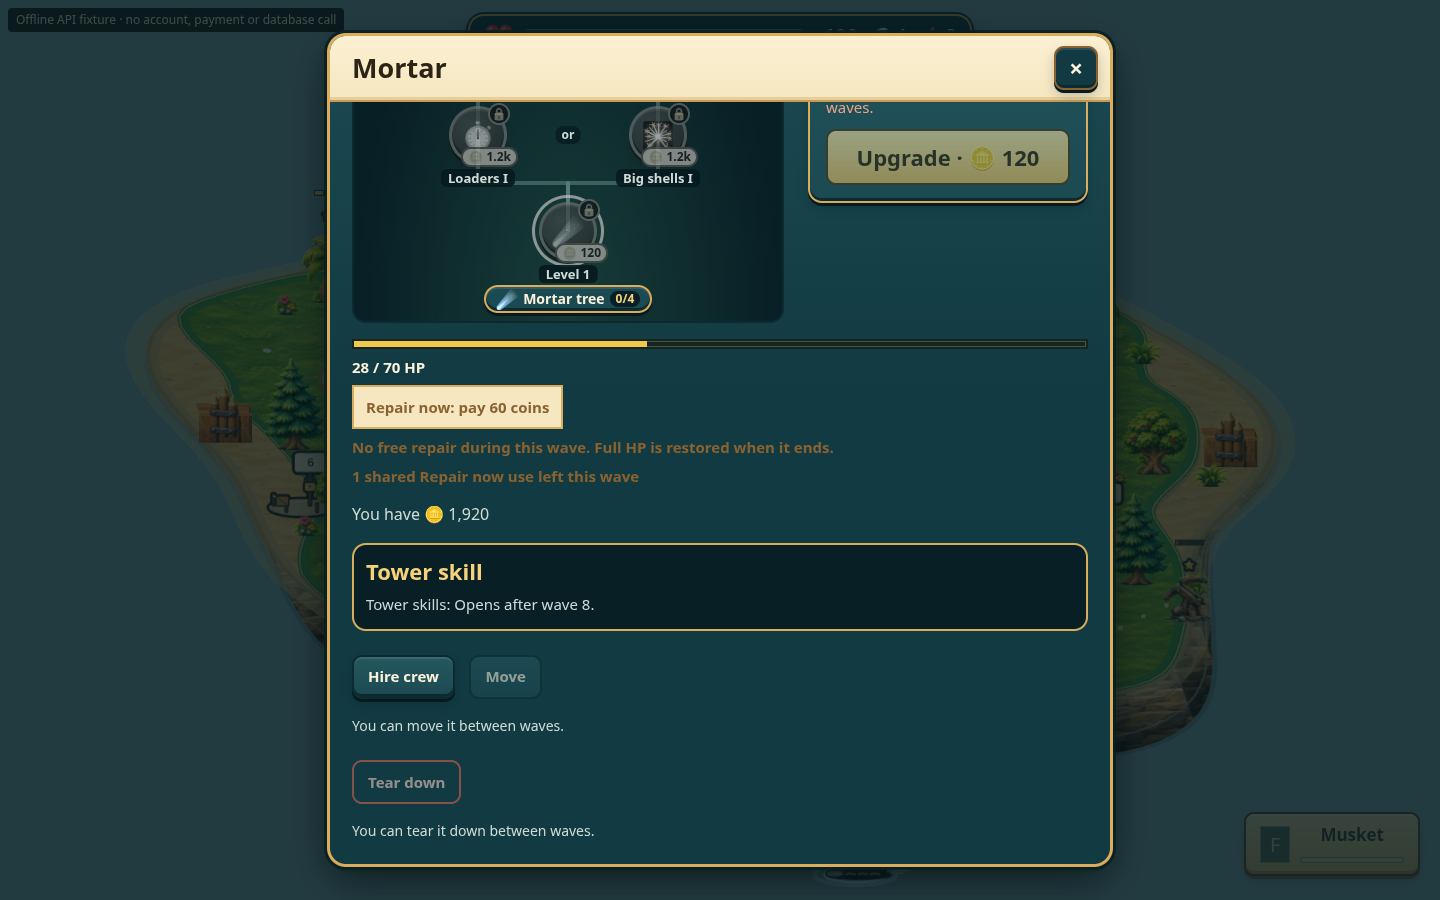 Offline API fixture · no account, payment or database call
Mortar
×
waves.
Upgrade · 120
1.2k
or
1.2k
Loaders I
Big shells I
120
Level 1
Mortar tree 0/4
28 / 70 HP
Repair now: pay 60 coins
No free repair during this wave. Full HP is restored when it ends.
1 shared Repair now use left this wave
You have 1,920
Tower skill
Tower skills: Opens after wave 8.
Hire crew
Move
You can move it between waves.
Tear down
You can tear it down between waves.
6
F
Musket